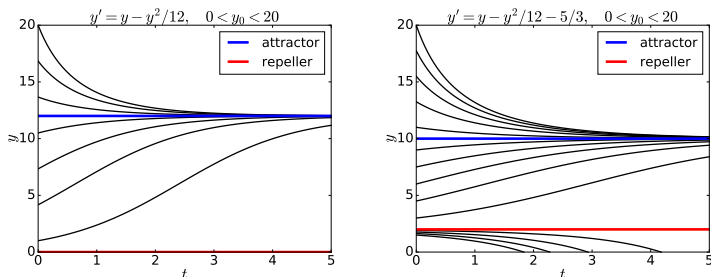 y′ = y − y²/12, 0 < y₀ < 20
20
15
10
5
0
y
attractor
repeller
0 1 2 3 4 5
t
y′ = y − y²/12 − 5/3, 0 < y₀ < 20
20
15
10
5
0
y
attractor
repeller
0 1 2 3 4 5
t